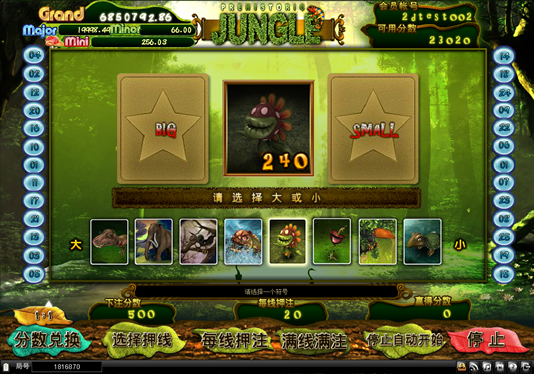 Grand 6850792.86
PREHISTORIC
JUNGLE
会员帐号
2dtest002
Major 19998.49 Minor 66.00
Mini 256.03
可用分数
23020
BIG
SMALL
240
请选择大或小
大
小
请选择一个符号
下注分数
500
每线押注
20
赢得分数
0
1:1
分数兑换
选择押线
每线押注
满线满注
停止自动开始
停止
局号 1816870